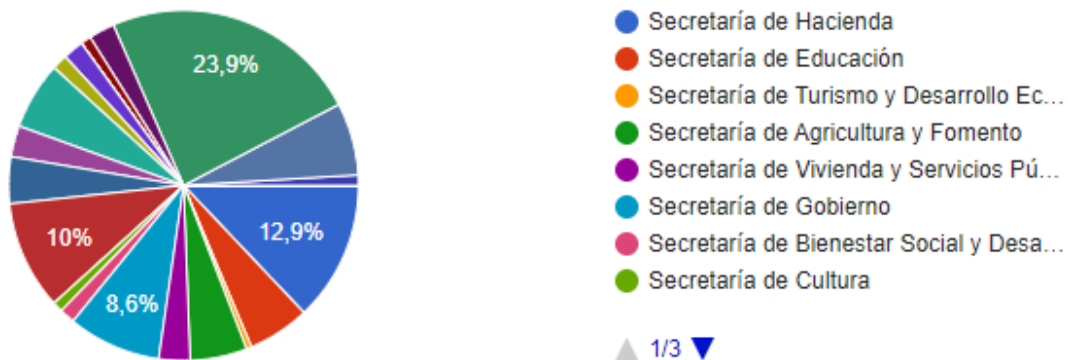 23,9%
12,9%
10%
8,6%
Secretaría de Hacienda
Secretaría de Educación
Secretaría de Turismo y Desarrollo Ec...
Secretaría de Agricultura y Fomento
Secretaría de Vivienda y Servicios Pú...
Secretaría de Gobierno
Secretaría de Bienestar Social y Desa...
Secretaría de Cultura
1/3